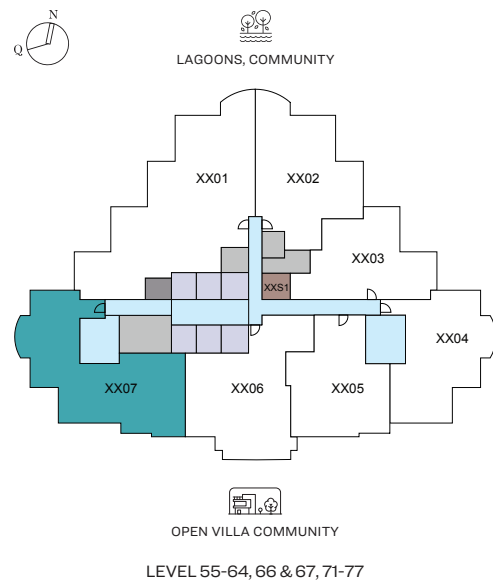 N
Q
LAGOONS, COMMUNITY
XX01
XX02
XX03
XXS1
XX04
XX07
XX06
XX05
OPEN VILLA COMMUNITY
LEVEL 55-64, 66 & 67, 71-77